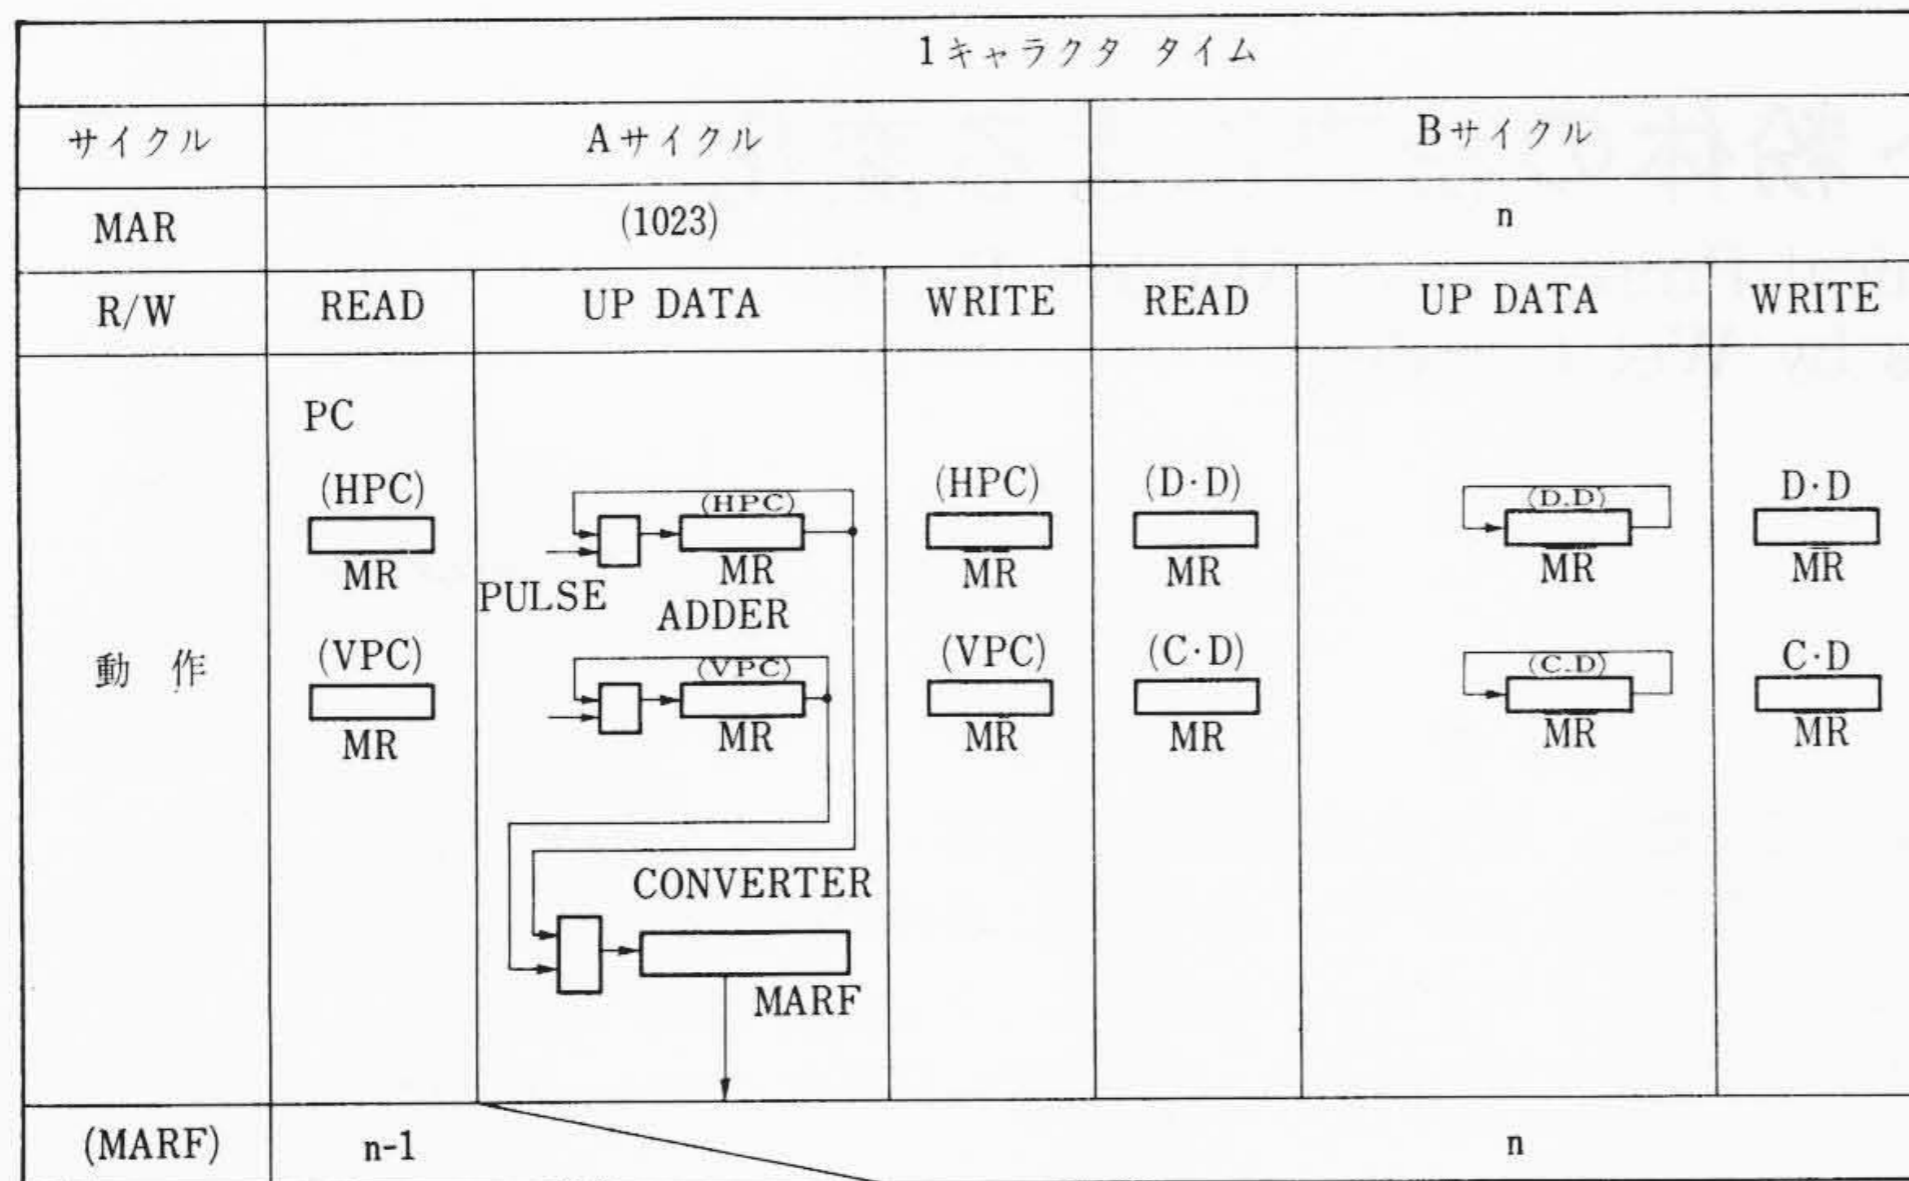 1キャラクタ タイム
サイクル Aサイクル Bサイクル
MAR (1023) n
R/W READ UP DATA WRITE READ UP DATA WRITE
PC
(HPC) (HPC) (HPC) (D·D) (D.D) D·D
MR MR MR MR MR MR
PULSE
ADDER
動 作
(VPC) (VPC) (VPC) (C·D) (C.D) C·D
MR MR MR MR MR MR
CONVERTER
MARF
(MARF) n-1 n